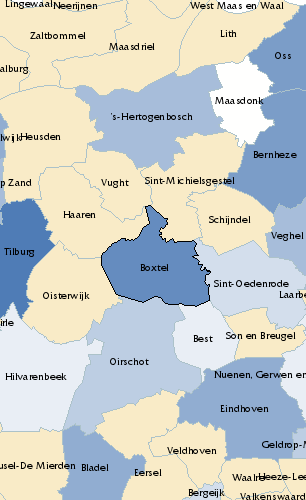 Lingewaal
Neerijnen
West Maas en Waal
Zaltbommel
Lith
Maasdriel
Oss
alburg
Maasdonk
's-Hertogenbosch
lwijk
Heusden
Bernheze
p Zand
Vught
Sint-Michielsgestel
Haaren
Schijndel
Veghel
Tilburg
Boxtel
Sint-Oedenrode
Oisterwijk
Laarbe
irle
Best
Son en Breugel
Oirschot
Hilvarenbeek
Nuenen, Gerwen en
Eindhoven
Geldrop-M
Veldhoven
usel-De Mierden
Bladel
Eersel
Waalre
Heeze-Lee
Bergeijk
Valkenswaard